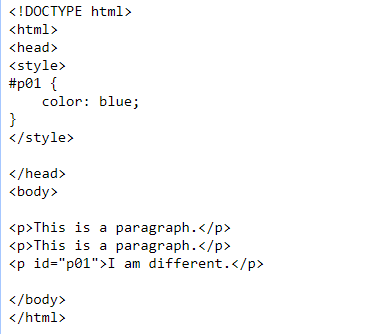 <!DOCTYPE html>
<html>
<head>
<style>
#p01 {
    color: blue;
}
</style>

</head>
<body>

<p>This is a paragraph.</p>
<p>This is a paragraph.</p>
<p id="p01">I am different.</p>

</body>
</html>